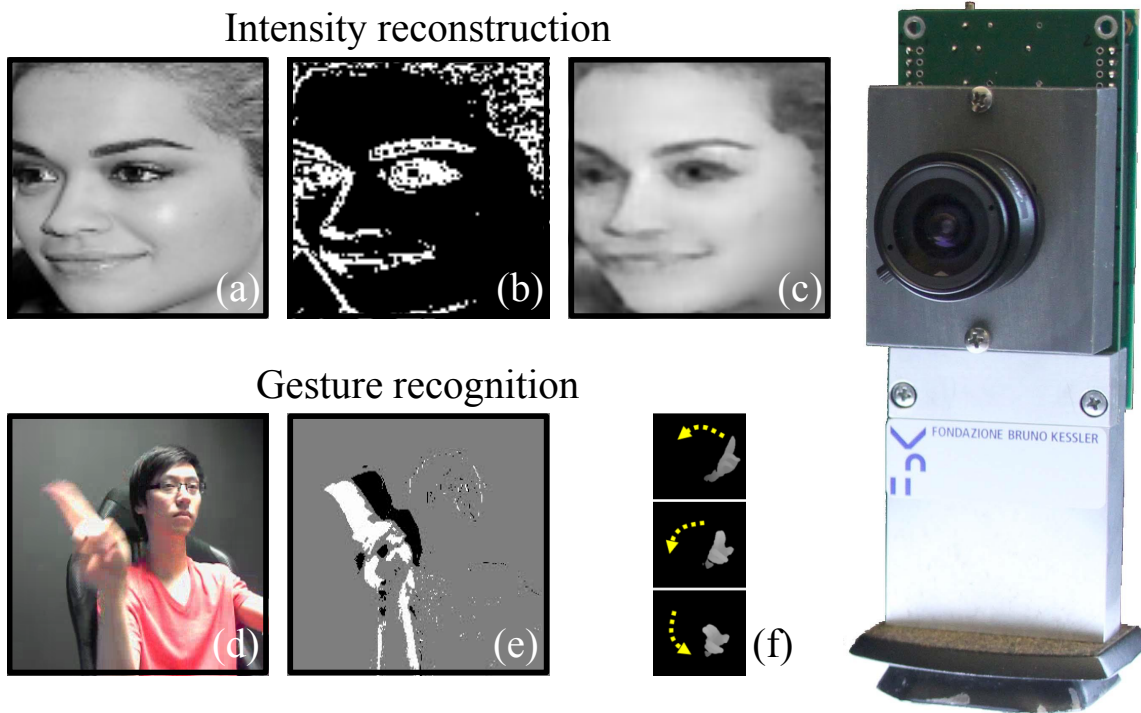 Intensity reconstruction
(a)
(b)
(c)
Gesture recognition
(d)
(e)
(f)
FONDAZIONE BRUNO KESSLER